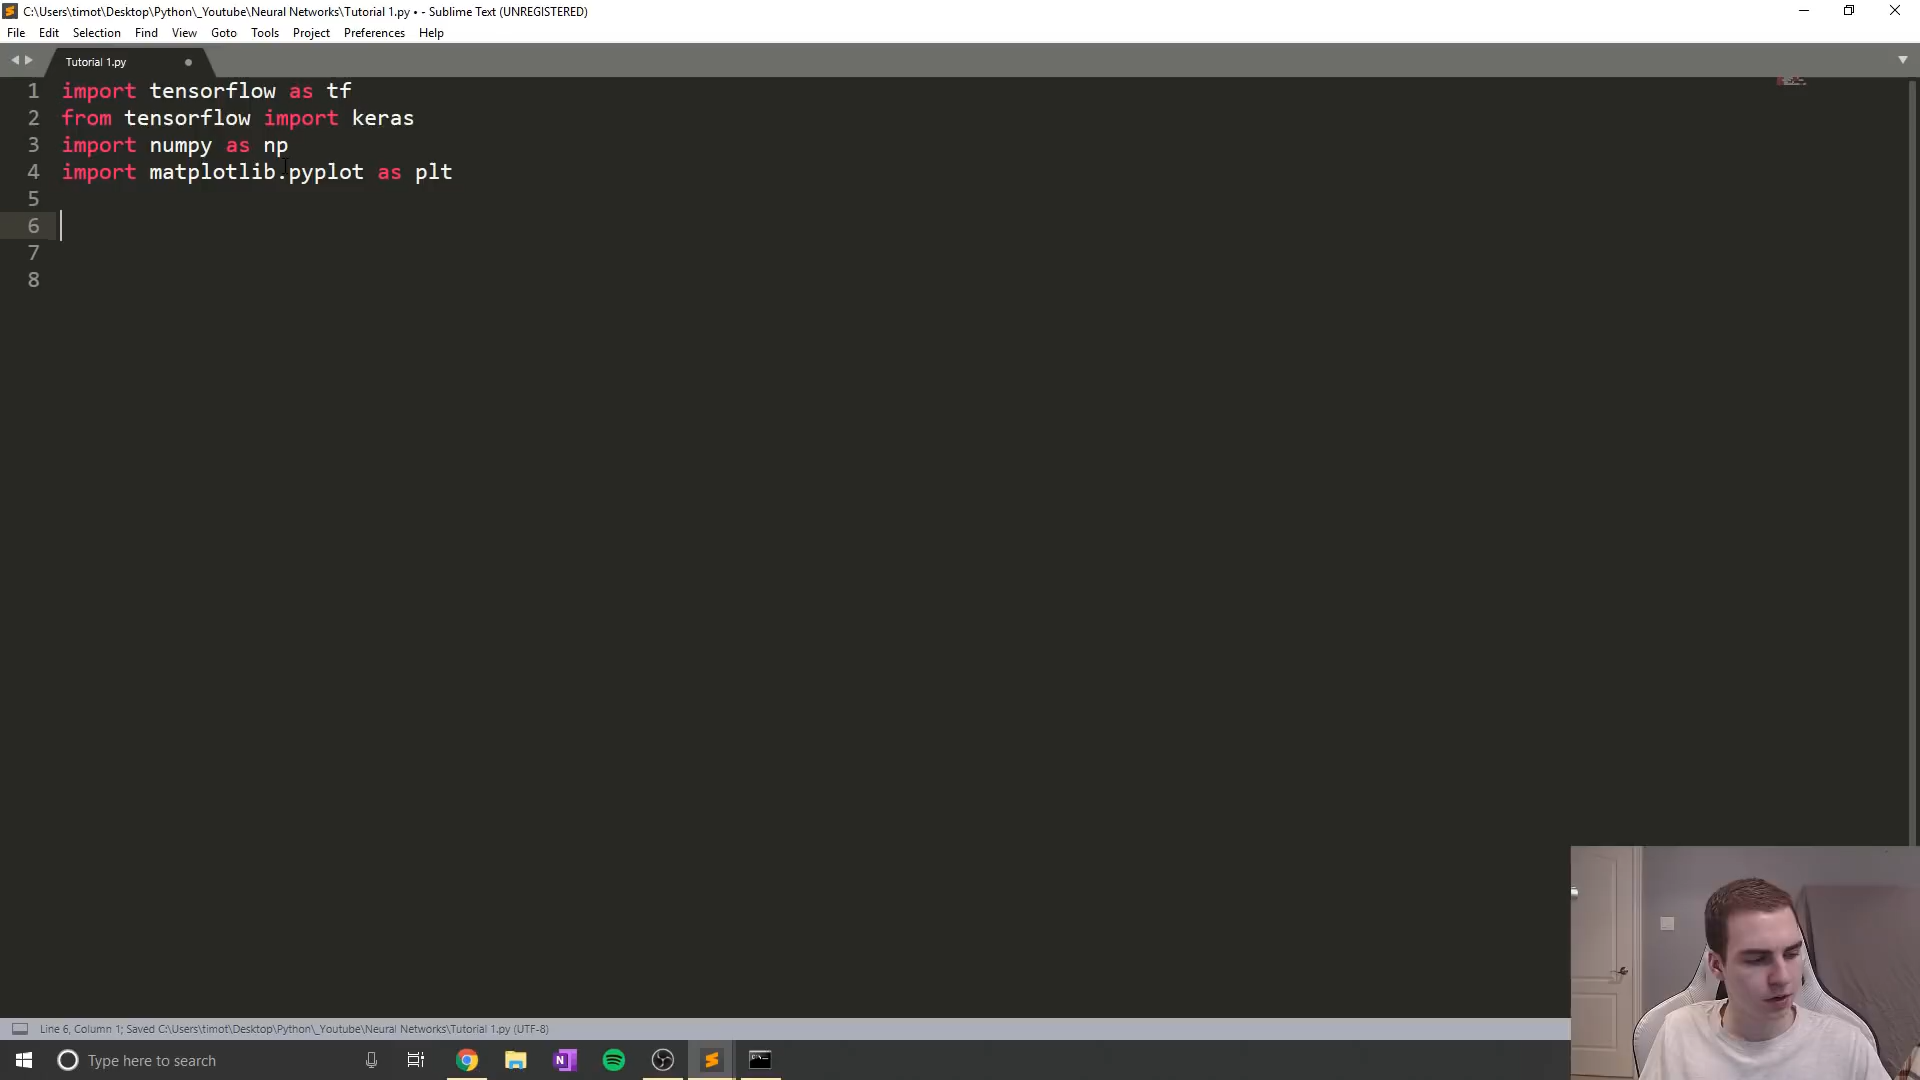 C:\Users\timot\Desktop\Python\_Youtube\Neural Networks\Tutorial 1.py • - Sublime Text (UNREGISTERED)
File Edit Selection Find View Goto Tools Project Preferences Help
Tutorial 1.py
1 import tensorflow as tf
2 from tensorflow import keras
3 import numpy as np
4 import matplotlib.pyplot as plt
5
6
7
8
Line 6, Column 1; Saved C:\Users\timot\Desktop\Python\_Youtube\Neural Networks\Tutorial 1.py (UTF-8)
Type here to search